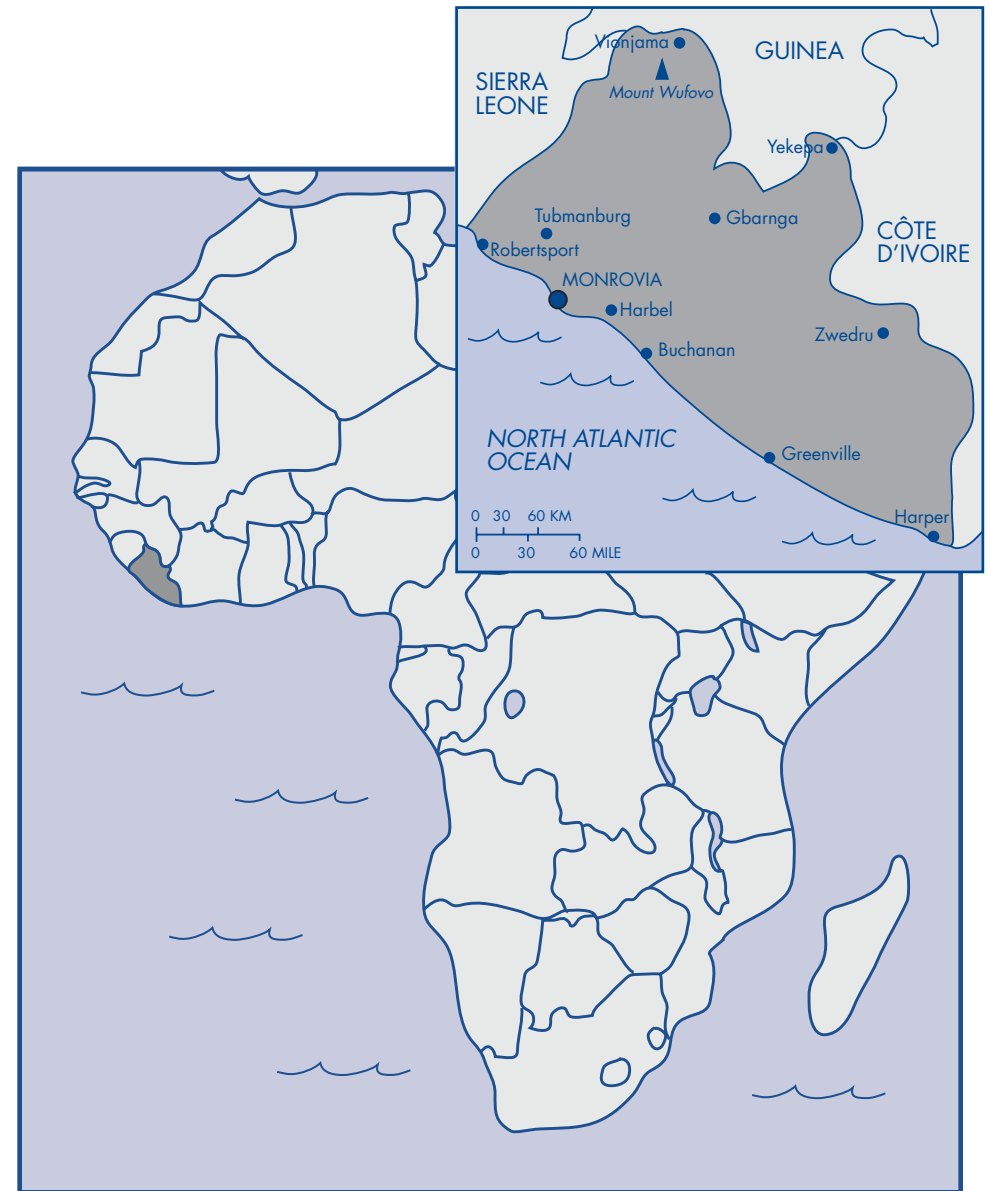 Vionjama
GUINEA
SIERRA
LEONE
Mount Wufovo
Yekepa
Tubmanburg
Gbarnga
CÔTE
D'IVOIRE
Robertsport
MONROVIA
Harbel
Zwedru
Buchanan
NORTH ATLANTIC
OCEAN
Greenville
0 30 60 KM
Harper
0 30 60 MILE